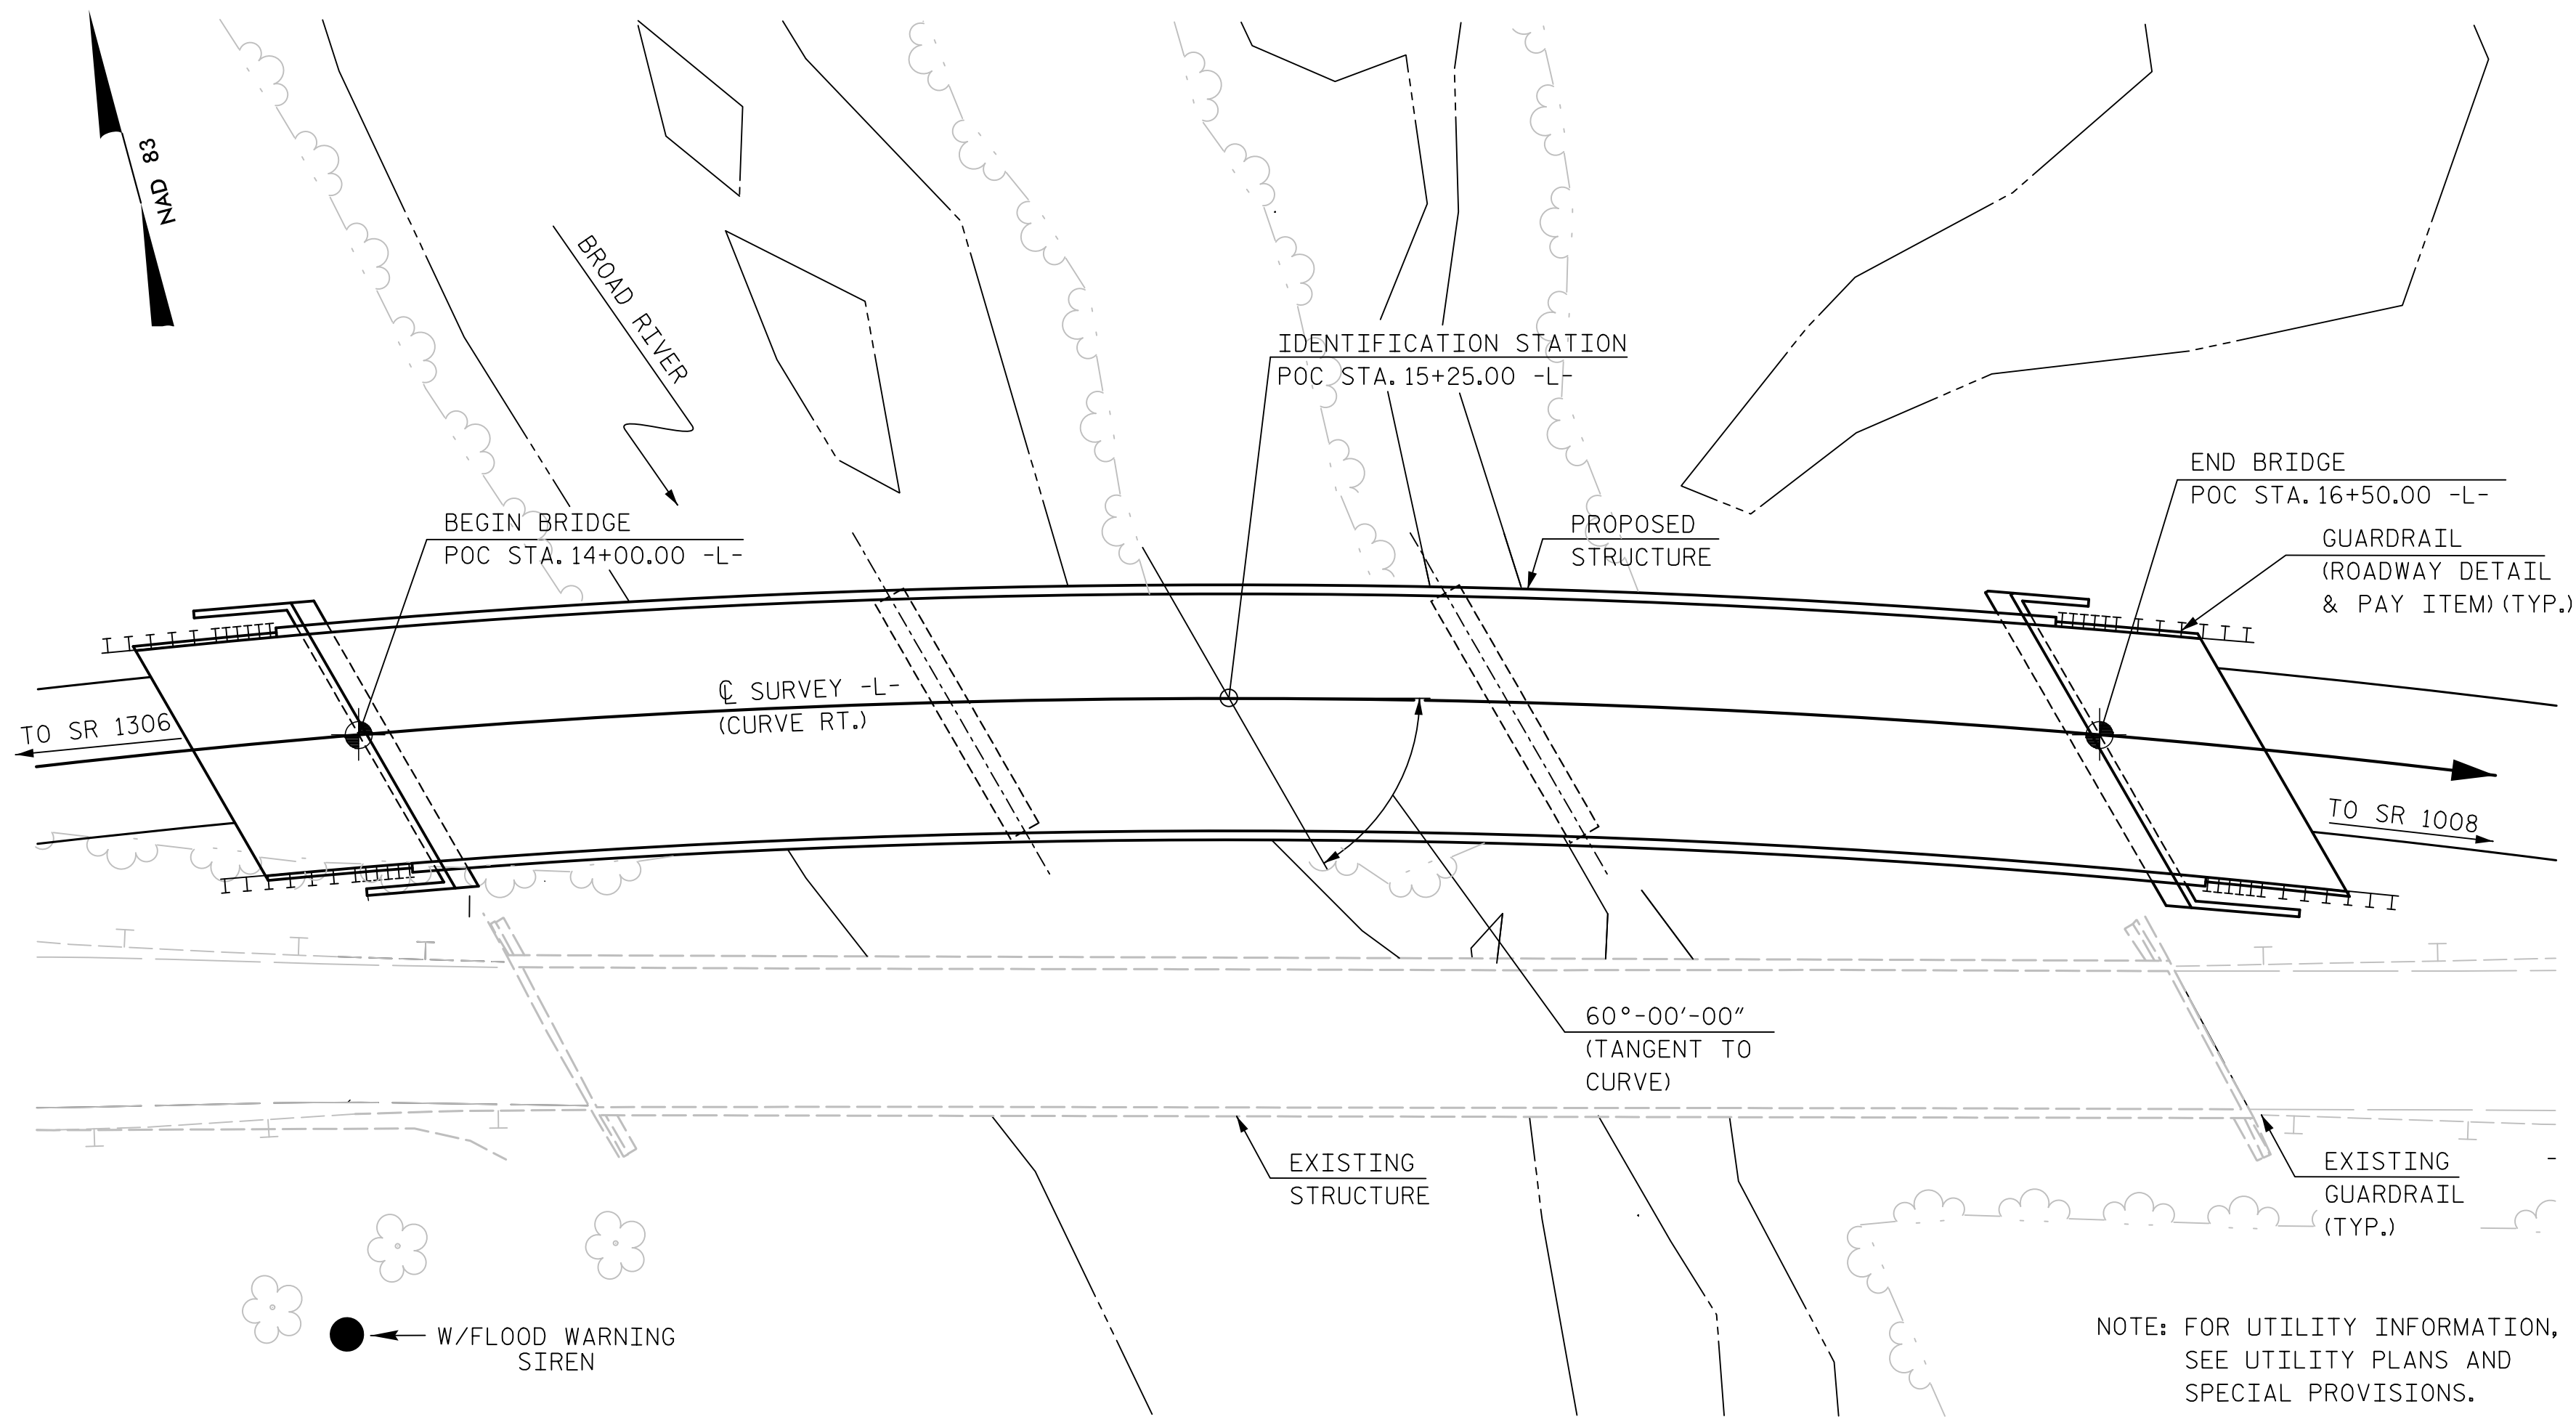 NAD 83
BROAD RIVER
IDENTIFICATION STATION
POC STA. 15+25.00 -L-
END BRIDGE
POC STA. 16+50.00 -L-
BEGIN BRIDGE
POC STA. 14+00.00 -L-
PROPOSED
STRUCTURE
GUARDRAIL
(ROADWAY DETAIL
& PAY ITEM) (TYP.)
℄ SURVEY -L-
(CURVE RT.)
TO SR 1306
TO SR 1008
60°-00'-00"
(TANGENT TO
CURVE)
EXISTING
STRUCTURE
EXISTING
GUARDRAIL
(TYP.)
W/FLOOD WARNING
SIREN
NOTE: FOR UTILITY INFORMATION,
SEE UTILITY PLANS AND
SPECIAL PROVISIONS.